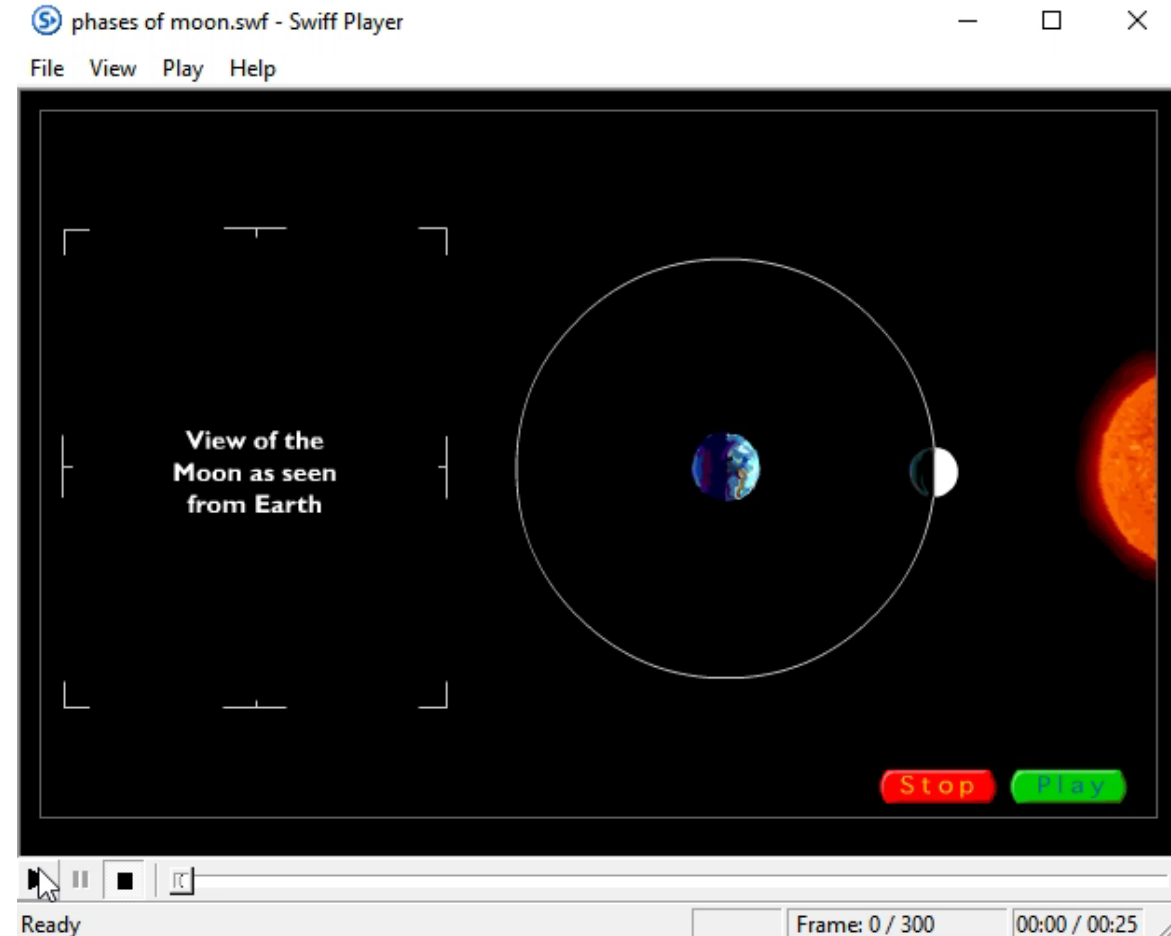 phases of moon.swf - Swiff Player
File View Play Help
View of the
Moon as seen
from Earth
Stop Play
Ready Frame: 0 / 300 00:00 / 00:25